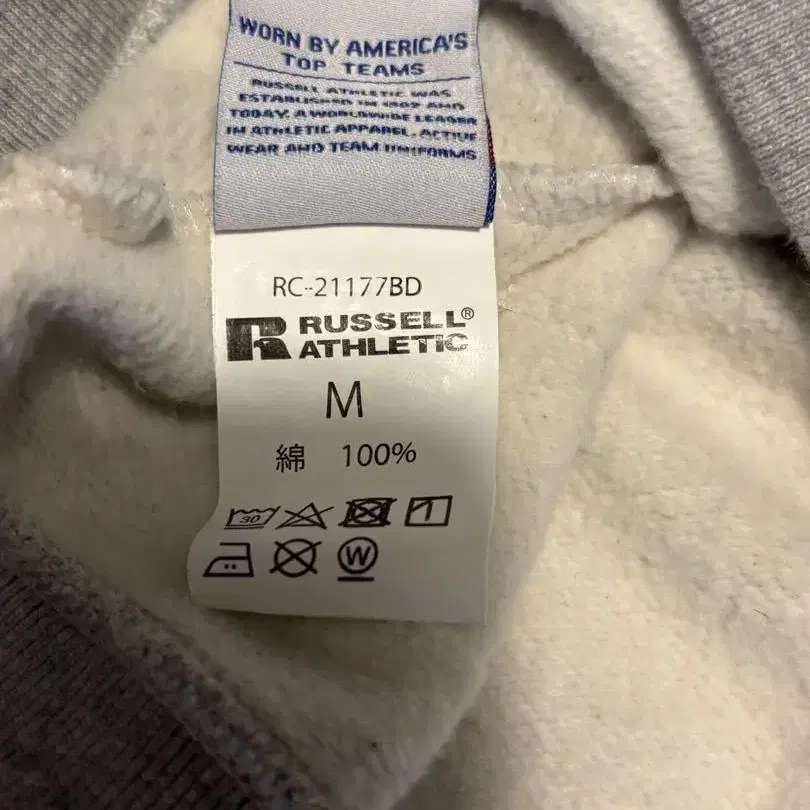 WORN BY AMERICA'S
TOP TEAMS
RUSSELL ATHLETIC WAS
ESTABLISHED IN 1902 AND
TODAY. A WORLDWIDE LEADER
IN ATHLETIC APPAREL. ACTIVE
WEAR AND TEAM UNIFORMS
RC-21177BD
R RUSSELL®
ATHLETIC
M
綿 100%
30
W